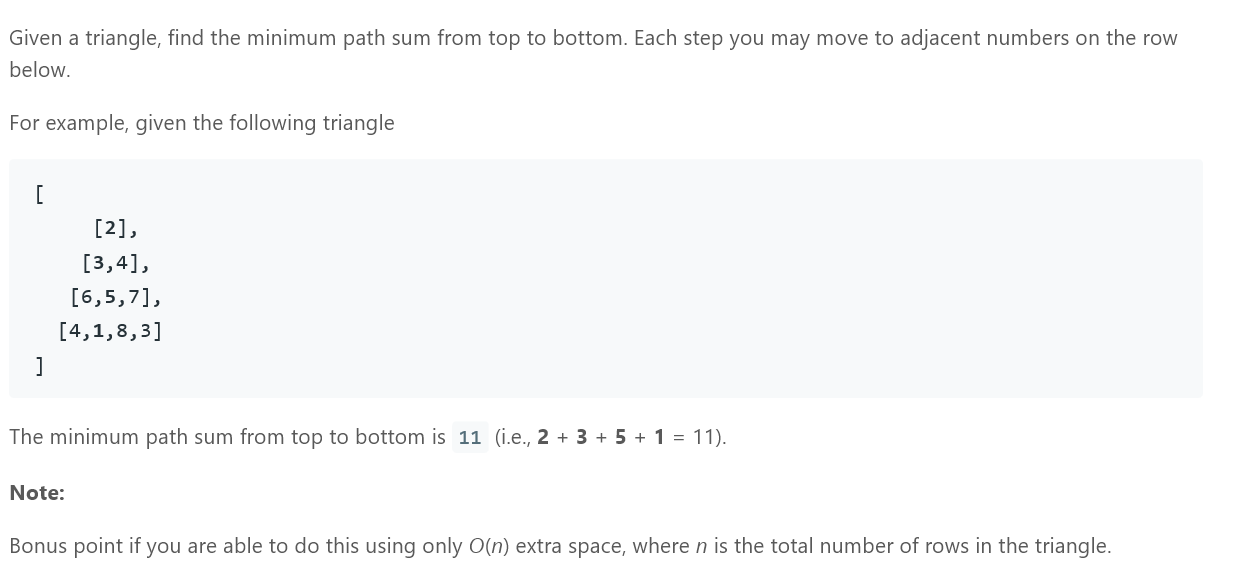 Given a triangle, find the minimum path sum from top to bottom. Each step you may move to adjacent numbers on the row
below.
For example, given the following triangle
[
[2],
[3,4],
[6,5,7],
[4,1,8,3]
]
The minimum path sum from top to bottom is 11 (i.e., 2 + 3 + 5 + 1 = 11).
Note:
Bonus point if you are able to do this using only O(n) extra space, where n is the total number of rows in the triangle.